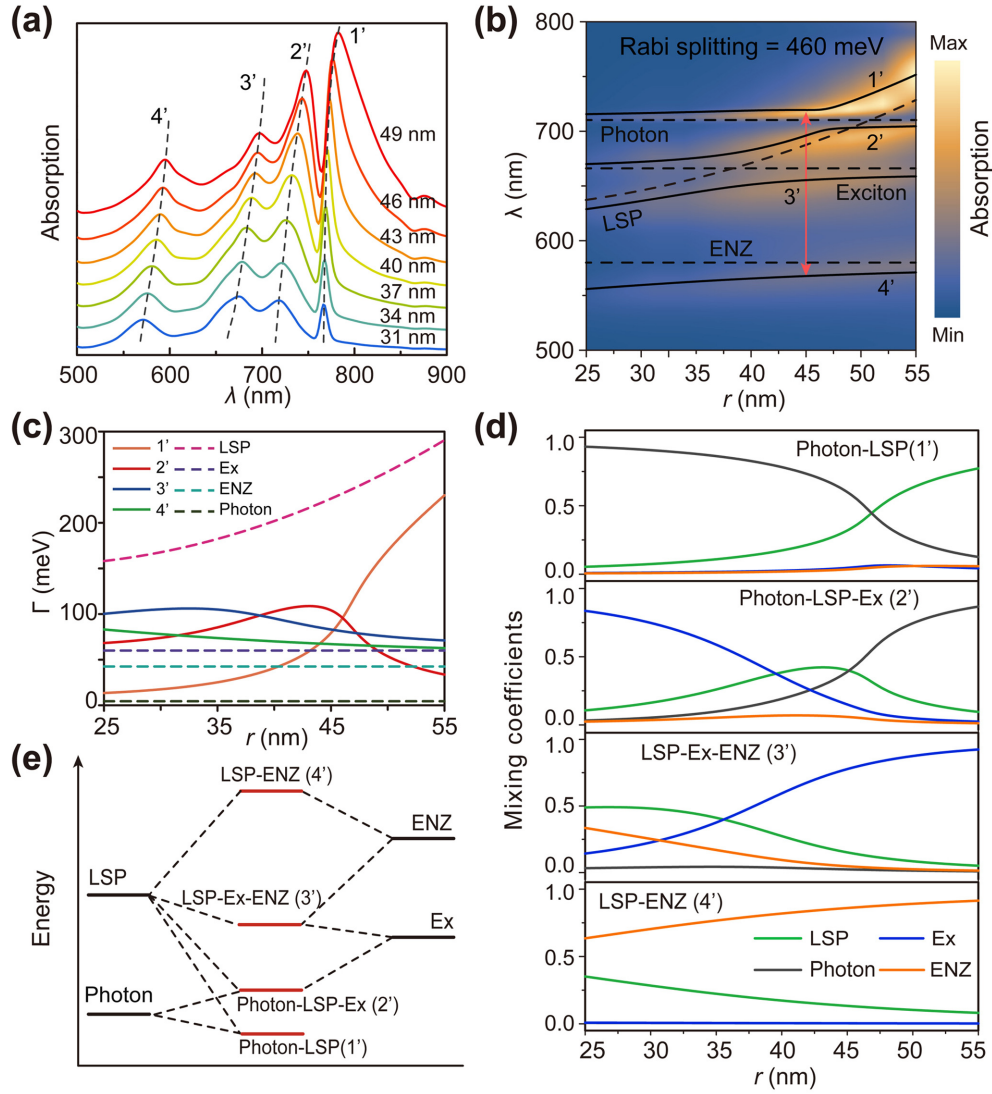 (a)
1’
2’
3’
4’
49 nm
46 nm
43 nm
40 nm
37 nm
34 nm
31 nm
Absorption
500 600 700 800 900
λ (nm)
(b)
800
700
600
500
λ (nm)
Rabi splitting = 460 meV
1’
Photon
2’
3’ Exciton
LSP
ENZ
4’
25 30 35 40 45 50 55
r (nm)
Max
Absorption
Min
(c)
300
200
100
0
Γ (meV)
1’ LSP
2’ Ex
3’ ENZ
4’ Photon
25 35 45 55
r (nm)
(d)
Mixing coefficients
1.0
0.5
0.0
Photon-LSP(1’)
1.0
0.5
0.0
Photon-LSP-Ex (2’)
1.0
0.5
0.0
LSP-Ex-ENZ (3’)
1.0
0.5
0.0
LSP-ENZ (4’)
LSP Ex
Photon ENZ
25 30 35 40 45 50 55
r (nm)
(e)
Energy
LSP-ENZ (4’)
ENZ
LSP
LSP-Ex-ENZ (3’)
Ex
Photon
Photon-LSP-Ex (2’)
Photon-LSP(1’)